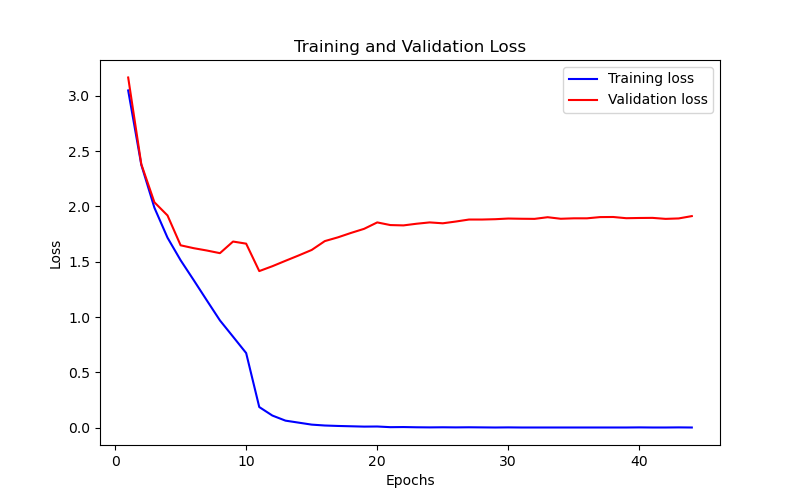 Training and Validation Loss
Training loss
Validation loss
3.0
2.5
2.0
1.5
1.0
0.5
0.0
Loss
0
10
20
30
40
Epochs